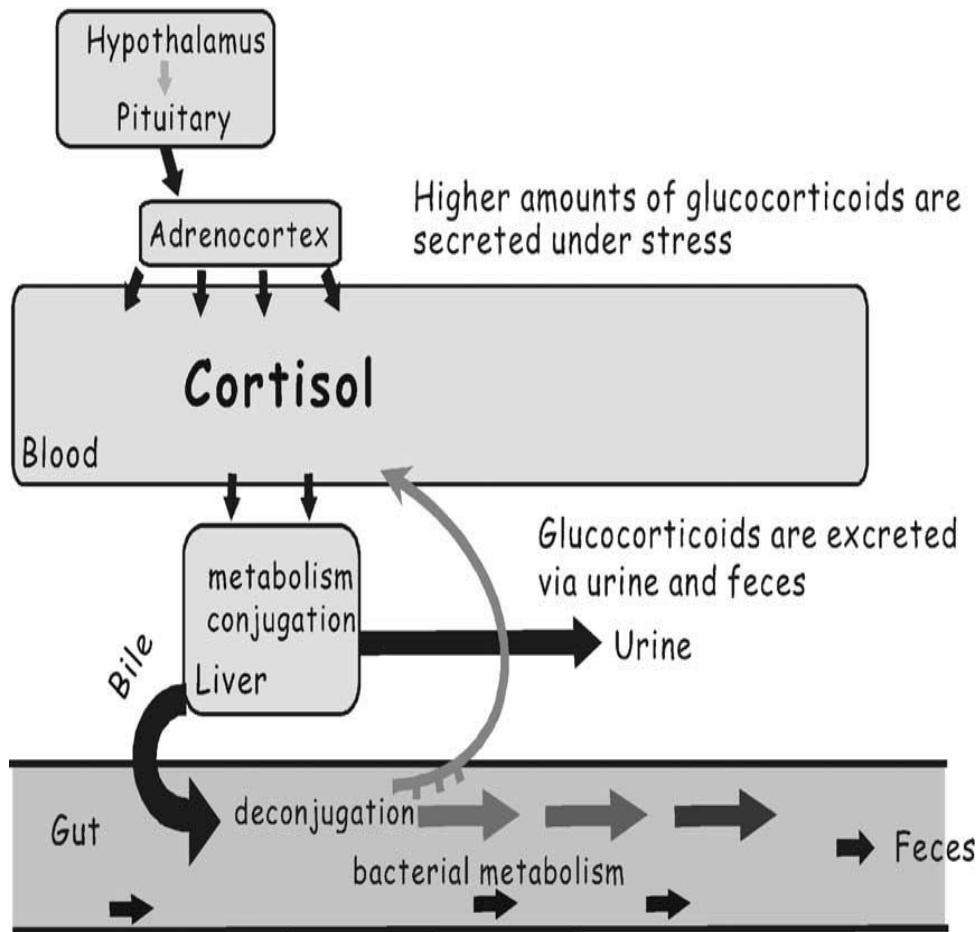 Hypothalamus
Pituitary
Adrenocortex
Higher amounts of glucocorticoids are
secreted under stress
Cortisol
Blood
Glucocorticoids are excreted
via urine and feces
metabolism
conjugation
Liver
Urine
Bile
Gut
deconjugation
bacterial metabolism
Feces